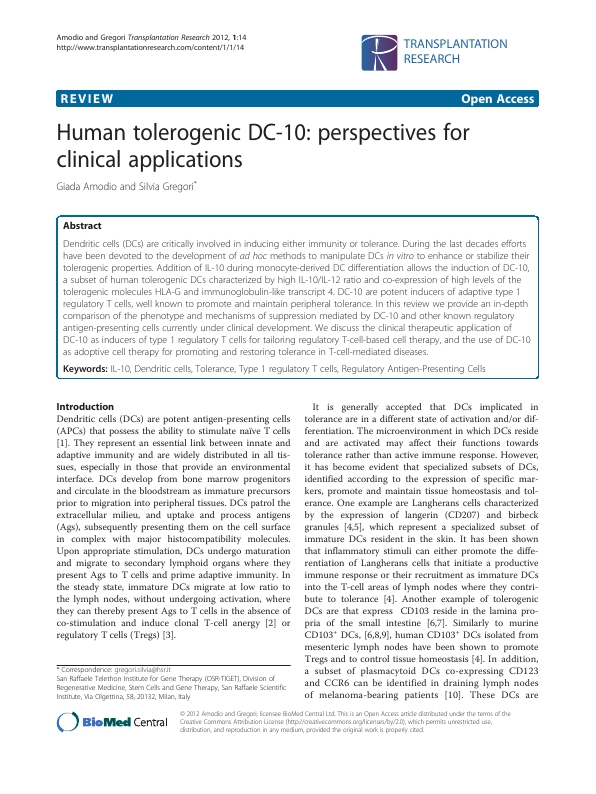 Amodio and Gregori Transplantation Research 2012, 1:14
http://www.transplantationresearch.com/content/1/1/14
TRANSPLANTATION
RESEARCH
REVIEW
Open Access
Human tolerogenic DC-10: perspectives for
clinical applications
Giada Amodio and Silvia Gregori*
Abstract
Dendritic cells (DCs) are critically involved in inducing either immunity or tolerance. During the last decades efforts
have been devoted to the development of ad hoc methods to manipulate DCs in vitro to enhance or stabilize their
tolerogenic properties. Addition of IL-10 during monocyte-derived DC differentiation allows the induction of DC-10,
a subset of human tolerogenic DCs characterized by high IL-10/IL-12 ratio and co-expression of high levels of the
tolerogenic molecules HLA-G and immunoglobulin-like transcript 4. DC-10 are potent inducers of adaptive type 1
regulatory T cells, well known to promote and maintain peripheral tolerance. In this review we provide an in-depth
comparison of the phenotype and mechanisms of suppression mediated by DC-10 and other known regulatory
antigen-presenting cells currently under clinical development. We discuss the clinical therapeutic application of
DC-10 as inducers of type 1 regulatory T cells for tailoring regulatory T-cell-based cell therapy, and the use of DC-10
as adoptive cell therapy for promoting and restoring tolerance in T-cell-mediated diseases.
Keywords: IL-10, Dendritic cells, Tolerance, Type 1 regulatory T cells, Regulatory Antigen-Presenting Cells
Introduction
Dendritic cells (DCs) are potent antigen-presenting cells
(APCs) that possess the ability to stimulate naïve T cells
[1]. They represent an essential link between innate and
adaptive immunity and are widely distributed in all tis-
sues, especially in those that provide an environmental
interface. DCs develop from bone marrow progenitors
and circulate in the bloodstream as immature precursors
prior to migration into peripheral tissues. DCs patrol the
extracellular milieu, and uptake and process antigens
(Ags), subsequently presenting them on the cell surface
in complex with major histocompatibility molecules.
Upon appropriate stimulation, DCs undergo maturation
and migrate to secondary lymphoid organs where they
present Ags to T cells and prime adaptive immunity. In
the steady state, immature DCs migrate at low ratio to
the lymph nodes, without undergoing activation, where
they can thereby present Ags to T cells in the absence of
co-stimulation and induce clonal T-cell anergy [2] or
regulatory T cells (Tregs) [3].
* Correspondence: gregori.silvia@hsr.it
San Raffaele Telethon Institute for Gene Therapy (OSR-TIGET), Division of
Regenerative Medicine, Stem Cells and Gene Therapy, San Raffaele Scientific
Institute, Via Olgettina, 58, 20132, Milan, Italy
It is generally accepted that DCs implicated in
tolerance are in a different state of activation and/or dif-
ferentiation. The microenvironment in which DCs reside
and are activated may affect their functions towards
tolerance rather than active immune response. However,
it has become evident that specialized subsets of DCs,
identified according to the expression of specific mar-
kers, promote and maintain tissue homeostasis and tol-
erance. One example are Langherans cells characterized
by the expression of langerin (CD207) and birbeck
granules [4,5], which represent a specialized subset of
immature DCs resident in the skin. It has been shown
that inflammatory stimuli can either promote the diffe-
rentiation of Langherans cells that initiate a productive
immune response or their recruitment as immature DCs
into the T-cell areas of lymph nodes where they contri-
bute to tolerance [4]. Another example of tolerogenic
DCs are that express CD103 reside in the lamina pro-
pria of the small intestine [6,7]. Similarly to murine
CD103+ DCs, [6,8,9], human CD103+ DCs isolated from
mesenteric lymph nodes have been shown to promote
Tregs and to control tissue homeostasis [4]. In addition,
a subset of plasmacytoid DCs co-expressing CD123
and CCR6 can be identified in draining lymph nodes
of melanoma-bearing patients [10]. These DCs are
BioMed Central
© 2012 Amodio and Gregori; licensee BioMed Central Ltd. This is an Open Access article distributed under the terms of the
Creative Commons Attribution License (http://creativecommons.org/licenses/by/2.0), which permits unrestricted use,
distribution, and reproduction in any medium, provided the original work is properly cited.